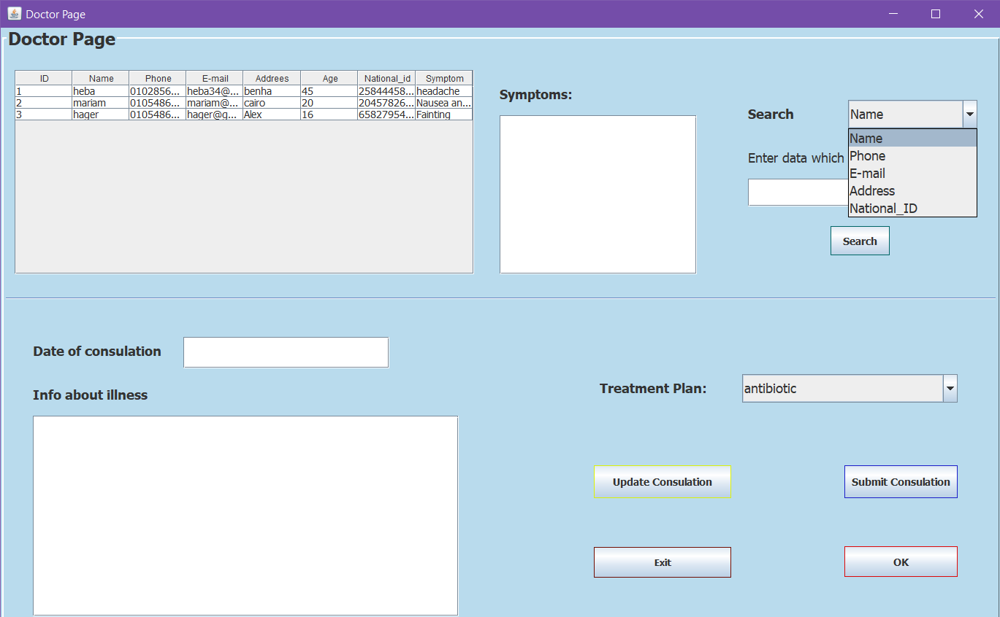 Doctor Page
Doctor Page
ID Name Phone E-mail Addrees Age National_id Symptom
1 heba 0102856... heba34@... benha 45 25844458... headache
2 mariam 0105486... mariam@... cairo 20 20457826... Nausea an...
3 hager 0105486... hager@g... Alex 16 65827954... Fainting
Symptoms:
Search Name
Name
Phone
E-mail
Address
National_ID
Enter data which
Search
Date of consulation
Info about illness
Treatment Plan: antibiotic
Update Consulation Submit Consulation
Exit OK